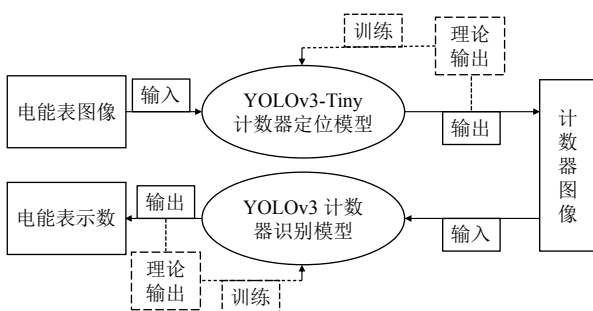 训练
理论
输出
电能表图像
输入
YOLOv3-Tiny
计数器定位模型
输出
计
数
器
图
像
电能表示数
输出
YOLOv3 计数
器识别模型
输入
理论
输出
训练